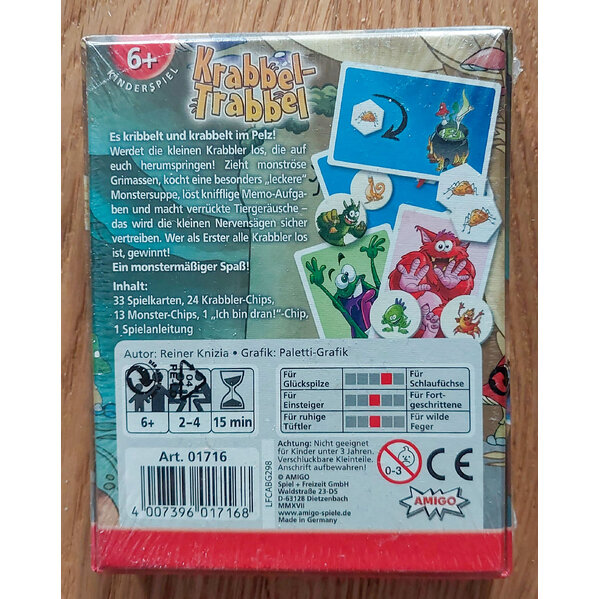 6+
KINDERSPIEL
Krabbel-
Trabbel
Es kribbelt und krabbelt im Pelz!
Werdet die kleinen Krabbler los, die auf
euch herumspringen! Zieht monströse
Grimassen, kocht eine besonders „leckere“
Monstersuppe, löst knifflige Memo-Aufga-
ben und macht verrückte Tiergeräusche –
das wird die kleinen Nervensägen sicher
vertreiben. Wer als Erster alle Krabbler los
ist, gewinnt!
Ein monstermäßiger Spaß!
Inhalt:
33 Spielkarten, 24 Krabbler-Chips,
13 Monster-Chips, 1 „Ich bin dran!“-Chip,
1 Spielanleitung
Autor: Reiner Knizia • Grafik: Paletti-Grafik
6+
2–4
15 min
Für Glückspilze
Für Schlaufüchse
Für Einsteiger
Für Fort-
geschrittene
Für ruhige Tüftler
Für wilde Feger
Art. 01716
4 007396 017168
LFCABG298
Achtung: Nicht geeignet
für Kinder unter 3 Jahren.
Verschluckbare Kleinteile.
Anschrift aufbewahren!
© AMIGO
Spiel + Freizeit GmbH
Waldstraße 23-D5
D-63128 Dietzenbach
MMXVII
www.amigo-spiele.de
Made in Germany
0-3
CE
AMIGO